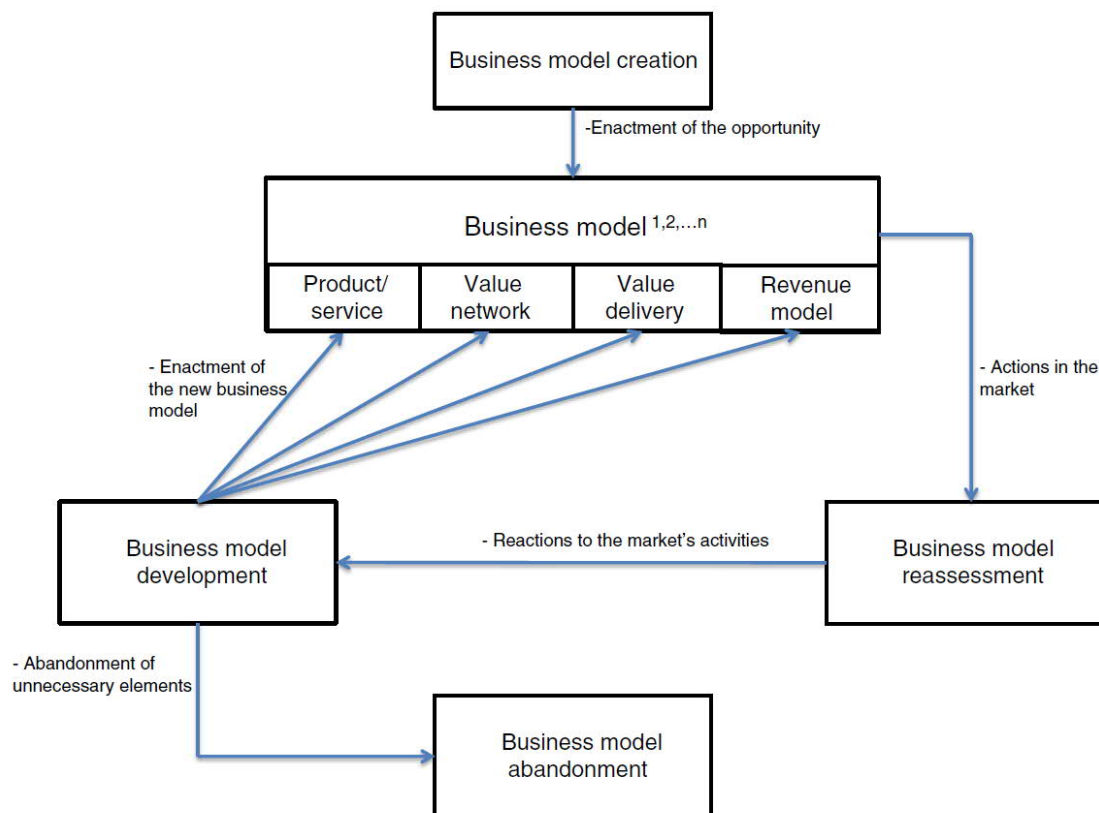 Business model creation
-Enactment of the opportunity
Business model 1,2,...n
Product/
service
Value
network
Value
delivery
Revenue
model
- Enactment of
the new business
model
- Actions in the
market
Business model
development
- Reactions to the market's activities
Business model
reassessment
- Abandonment of
unnecessary elements
Business model
abandonment